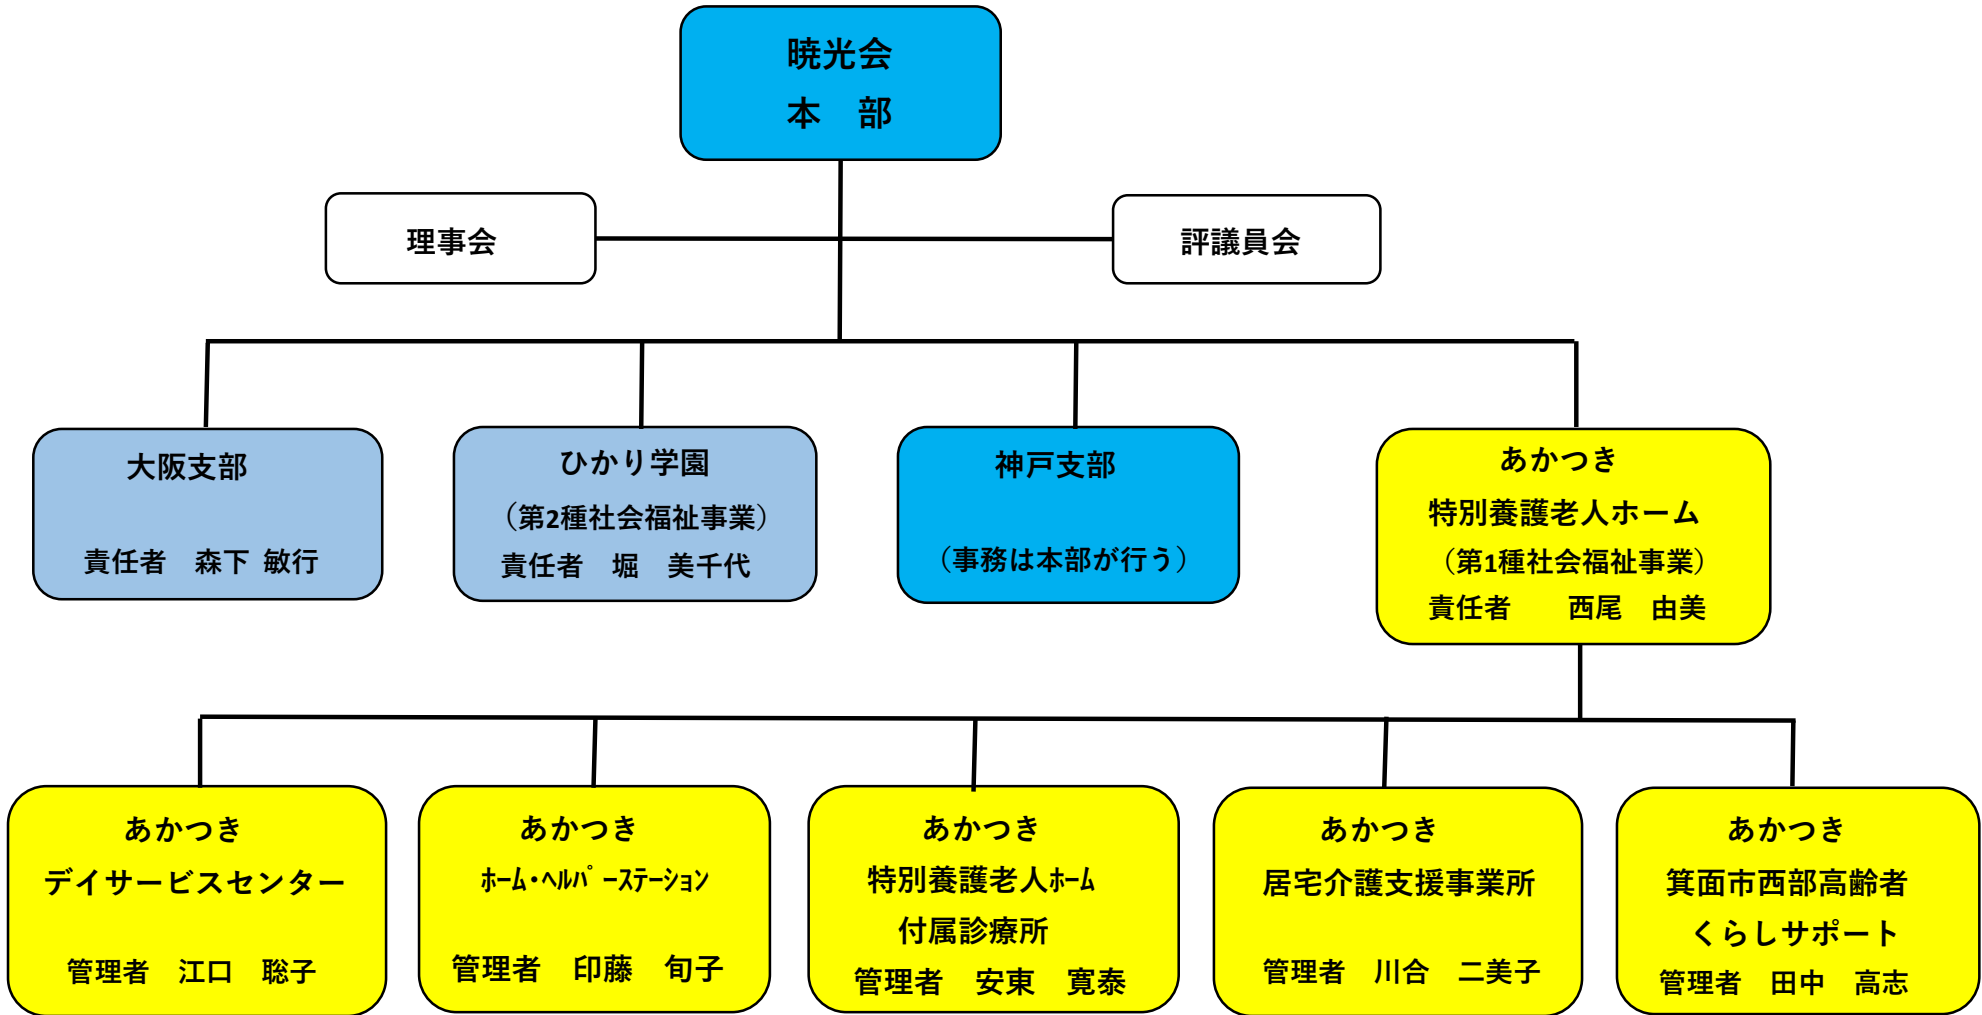 暁光会
本　部
理事会
評議員会
大阪支部
責任者　森下 敏行
ひかり学園
（第2種社会福祉事業）
責任者　堀　美千代
神戸支部
（事務は本部が行う）
あかつき
特別養護老人ホーム
（第1種社会福祉事業）
責任者　　西尾　由美
あかつき
デイサービスセンター
管理者　江口　聡子
あかつき
ﾎｰﾑ・ﾍﾙﾊﾟｰｽﾃｰｼｮﾝ
管理者　印藤　旬子
あかつき
特別養護老人ﾎｰﾑ
付属診療所
管理者　安東　寛泰
あかつき
居宅介護支援事業所
管理者　川合　二美子
あかつき
箕面市西部高齢者
くらしサポート
管理者　田中　高志